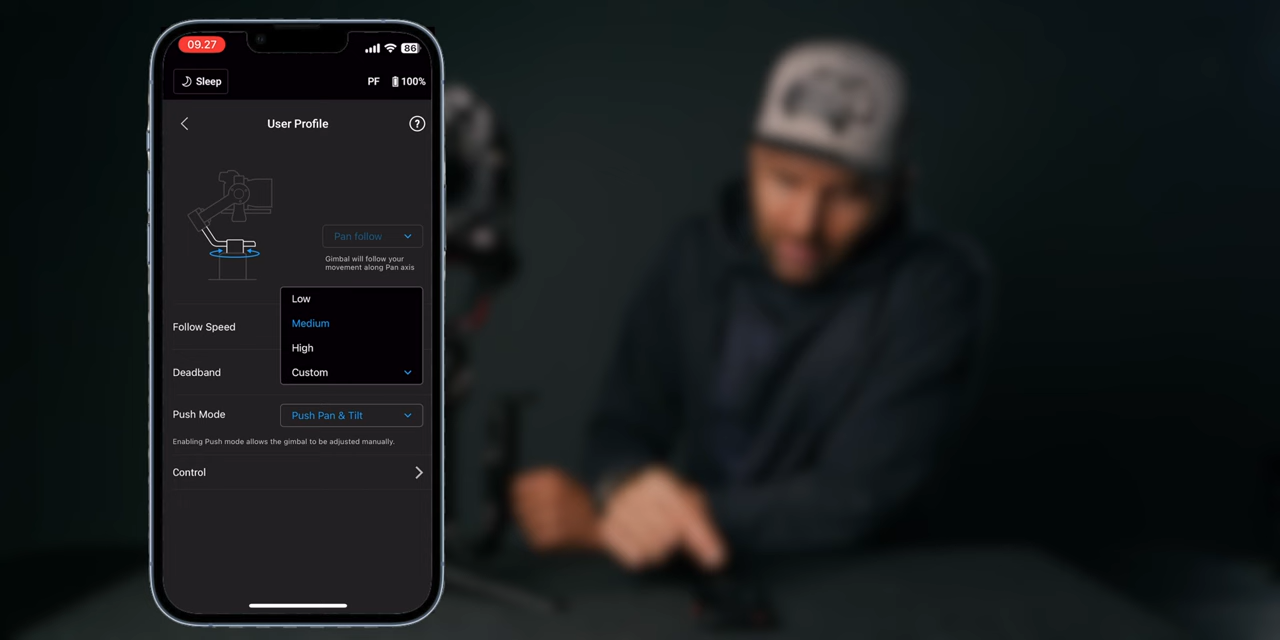 09.27
86
Sleep
PF 100%
User Profile
?
Pan follow
Gimbal will follow your
movement along Pan axis
Low
Follow Speed
Medium
High
Deadband
Custom
Push Mode
Push Pan & Tilt
Enabling Push mode allows the gimbal to be adjusted manually.
Control